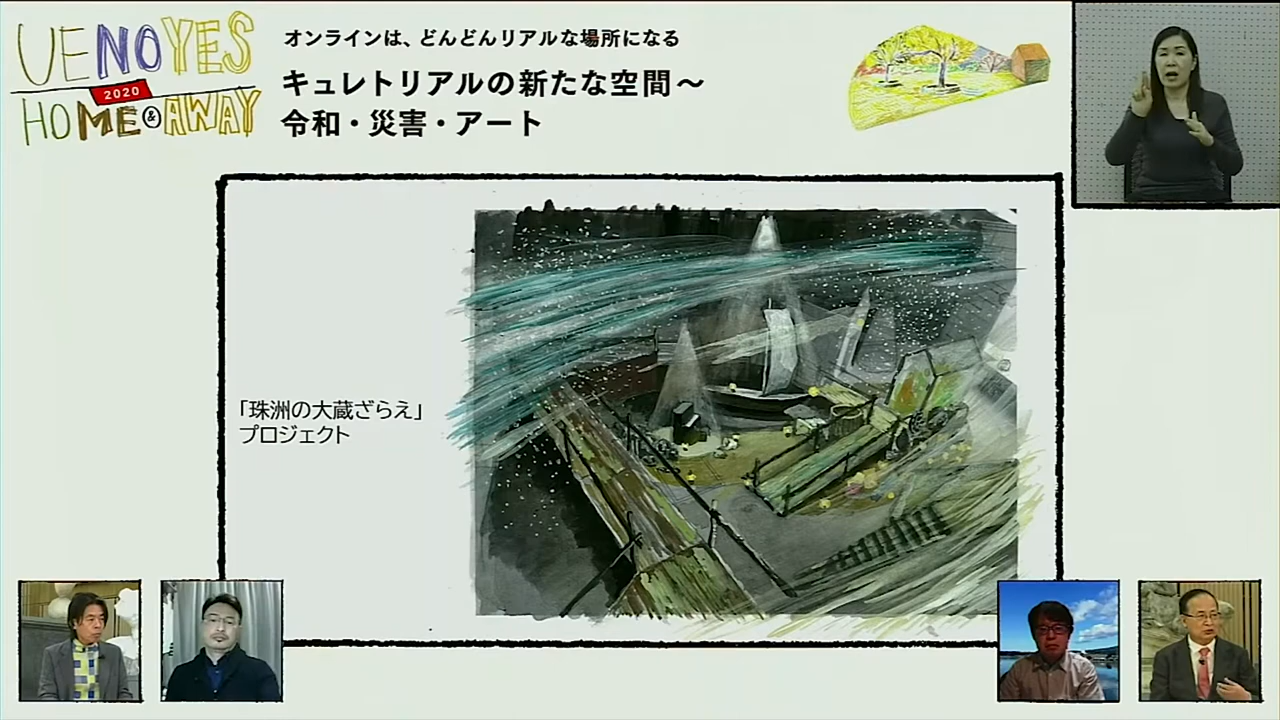 UENOYES
2020
HOME&AWAY
オンラインは、どんどんリアルな場所になる
キュレトリアルの新たな空間～
令和・災害・アート
「珠洲の大蔵ざらえ」
プロジェクト